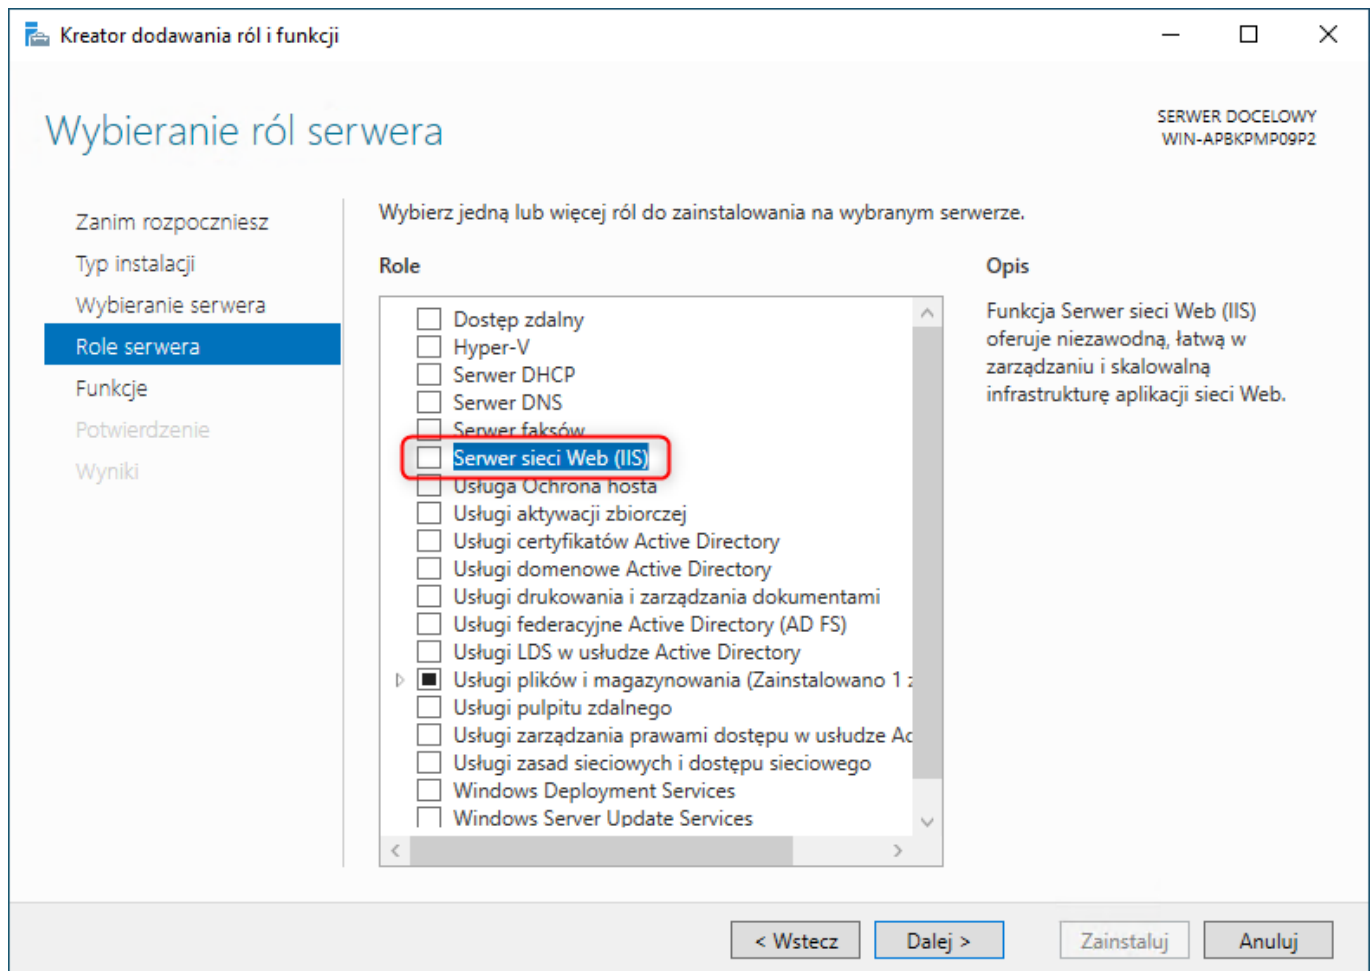 Kreator dodawania ról i funkcji
Wybieranie ról serwera
SERWER DOCELOWY
WIN-APBKPMP09P2
Zanim rozpoczniesz
Typ instalacji
Wybieranie serwera
Role serwera
Funkcje
Potwierdzenie
Wyniki
Wybierz jedną lub więcej ról do zainstalowania na wybranym serwerze.
Role
Dostęp zdalny
Hyper-V
Serwer DHCP
Serwer DNS
Serwer faksów
Serwer sieci Web (IIS)
Usługa Ochrona hosta
Usługi aktywacji zbiorczej
Usługi certyfikatów Active Directory
Usługi domenowe Active Directory
Usługi drukowania i zarządzania dokumentami
Usługi federacyjne Active Directory (AD FS)
Usługi LDS w usłudze Active Directory
Usługi plików i magazynowania (Zainstalowano 1 z
Usługi pulpitu zdalnego
Usługi zarządzania prawami dostępu w usłudze Ac
Usługi zasad sieciowych i dostępu sieciowego
Windows Deployment Services
Windows Server Update Services
Opis
Funkcja Serwer sieci Web (IIS)
oferuje niezawodną, łatwą w
zarządzaniu i skalowalną
infrastrukturę aplikacji sieci Web.
< Wstecz
Dalej >
Zainstaluj
Anuluj